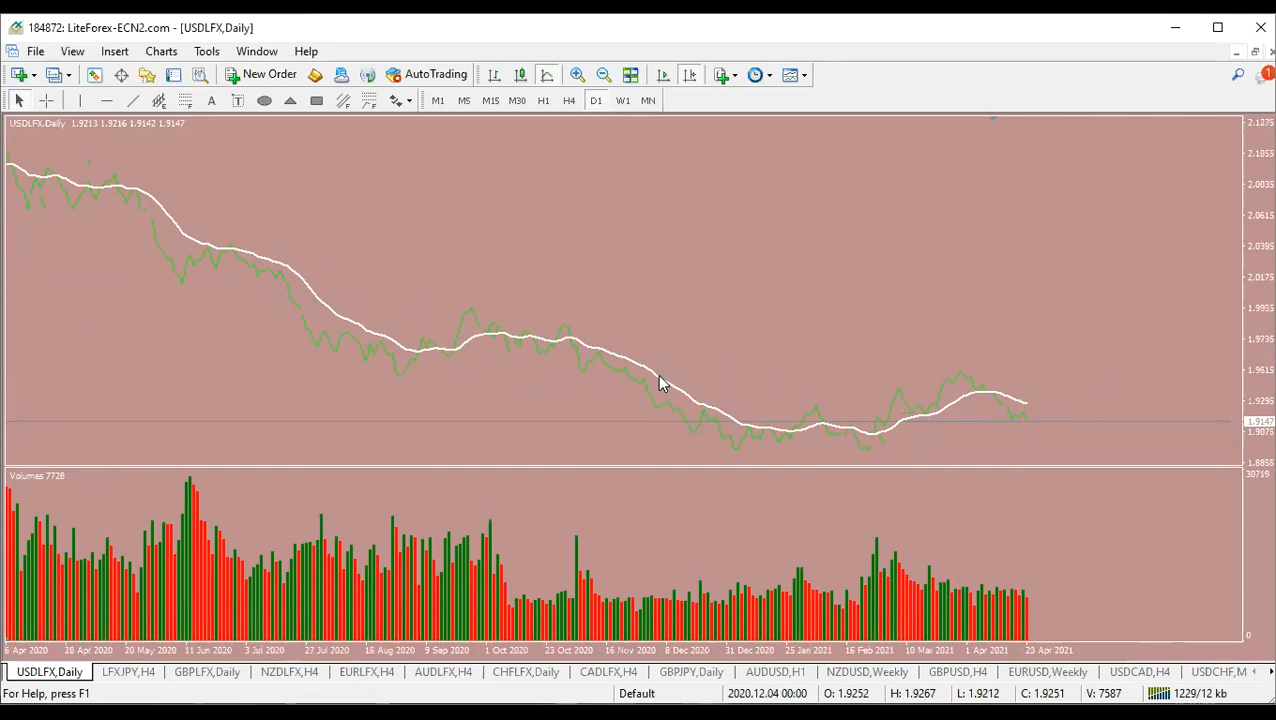 184872: LiteForex-ECN2.com - [USDLFX,Daily]
File View Insert Charts Tools Window Help
New Order AutoTrading 1
A T M1 M5 M15 M30 H1 H4 D1 W1 MN
USDLFX,Daily 1.9213 1.9216 1.9142 1.9147
2.1275
2.1055
2.0835
2.0615
2.0395
2.0175
1.9955
1.9735
1.9615
1.9295
1.9147
1.9075
1.8855
Volumes 7728
30719
0
6 Apr 2020 28 Apr 2020 20 May 2020 11 Jun 2020 3 Jul 2020 27 Jul 2020 18 Aug 2020 9 Sep 2020 1 Oct 2020 23 Oct 2020 16 Nov 2020 8 Dec 2020 31 Dec 2020 25 Jan 2021 16 Feb 2021 10 Mar 2021 1 Apr 2021 23 Apr 2021
USDLFX,Daily LFXJPY,H4 GBPLFX,Daily NZDLFX,H4 EURLFX,H4 AUDLFX,H4 CHFLFX,Daily CADLFX,H4 GBPJPY,Daily AUDUSD,H1 NZDUSD,Weekly GBPUSD,H4 EURUSD,Weekly USDCAD,H4 USDCHF,M
For Help, press F1 Default 2020.12.04 00:00 O: 1.9252 H: 1.9267 L: 1.9212 C: 1.9251 V: 7587 1229/12 kb